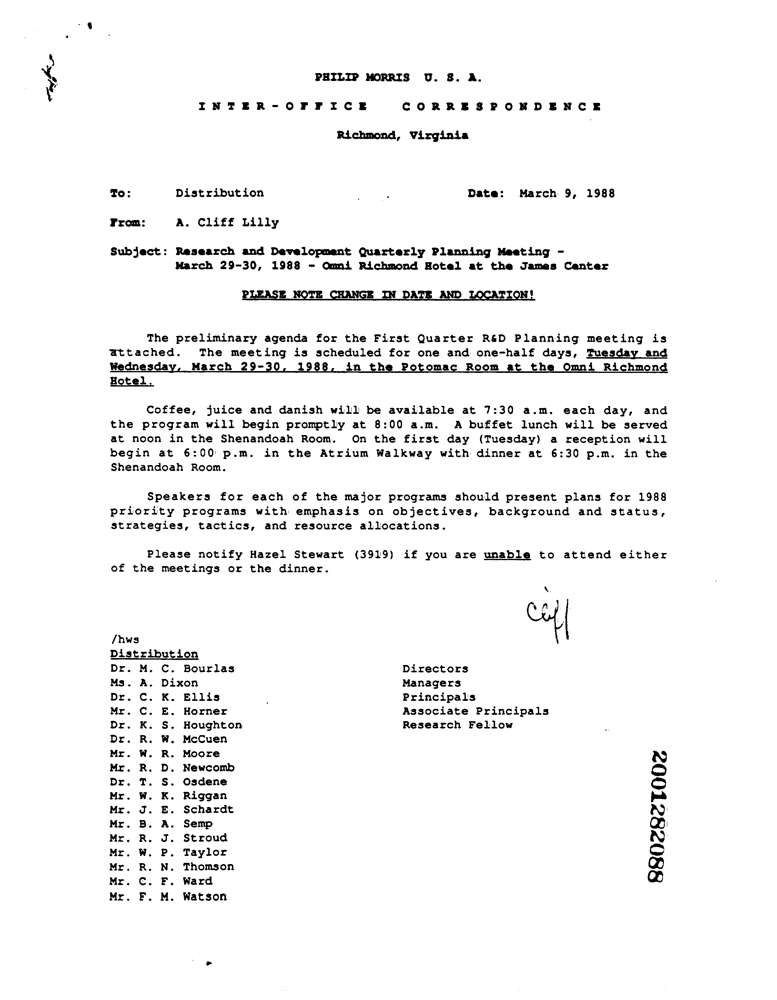 PHILIP MORRIS U. S. A.
INTER-OFFICE CORRESPONDENCE
Richmond, Virginia
To: Distribution Date: March 9, 1988
From: A. Cliff Lilly
Subject: Research and Development Quarterly Planning Meeting -
March 29-30, 1988 - Omni Richmond Hotel at the James Center
PLEASE NOTE CHANGE IN DATE AND LOCATION!
The preliminary agenda for the First Quarter R&D Planning meeting is
attached. The meeting is scheduled for one and one-half days, Tuesday and
Wednesday, March 29-30, 1988, in the Potomac Room at the Omni Richmond
Hotel.
Coffee, juice and danish will be available at 7:30 a.m. each day, and
the program will begin promptly at 8:00 a.m. A buffet lunch will be served
at noon in the Shenandoah Room. On the first day (Tuesday) a reception will
begin at 6:00 p.m. in the Atrium Walkway with dinner at 6:30 p.m. in the
Shenandoah Room.
Speakers for each of the major programs should present plans for 1988
priority programs with emphasis on objectives, background and status,
strategies, tactics, and resource allocations.
Please notify Hazel Stewart (3919) if you are unable to attend either
of the meetings or the dinner.
Cliff
/hws
Distribution
Dr. M. C. Bourlas Directors
Ms. A. Dixon Managers
Dr. C. K. Ellis Principals
Mr. C. E. Horner Associate Principals
Dr. K. S. Houghton Research Fellow
Dr. R. W. McCuen
Mr. W. R. Moore
Mr. R. D. Newcomb
Dr. T. S. Osdene
Mr. W. K. Riggan
Mr. J. E. Schardt
Mr. B. A. Semp
Mr. R. J. Stroud
Mr. W. P. Taylor
Mr. R. N. Thomson
Mr. C. F. Ward
Mr. F. M. Watson
2001282088